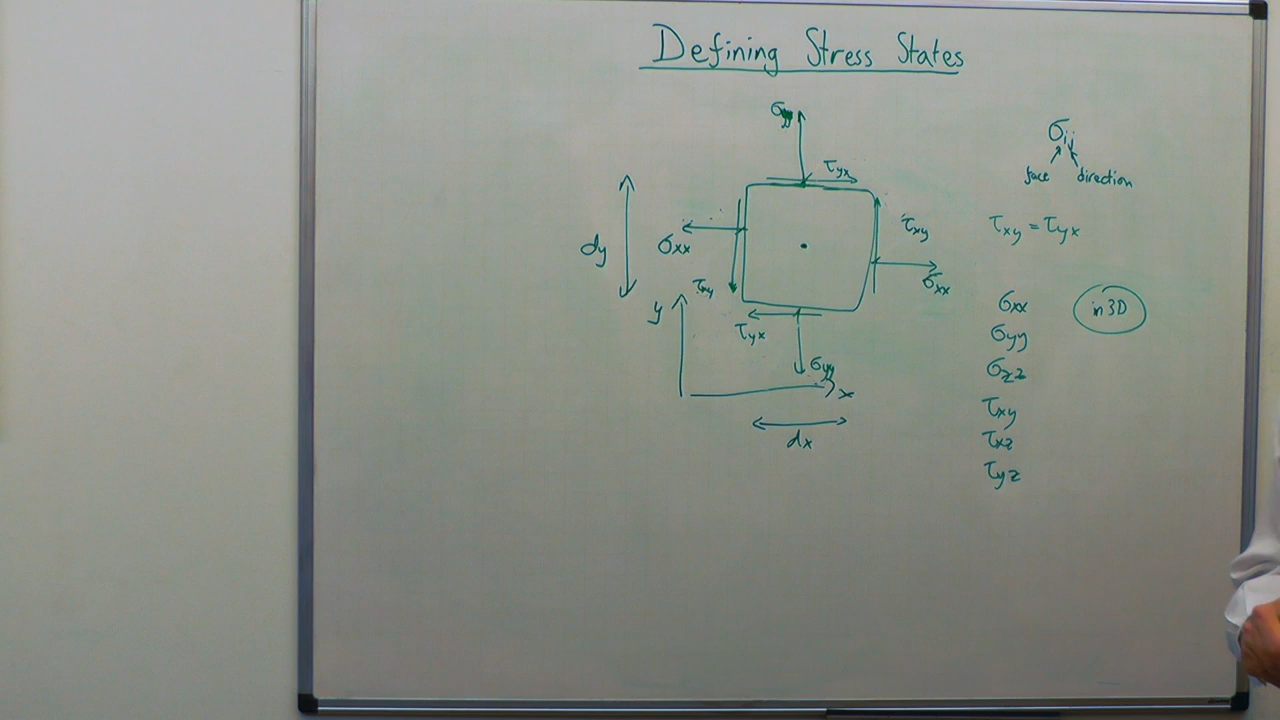 Defining Stress States
σyy
τyx
σij
face direction
dy
σxx
τxy
τxy = τyx
τxy
σxx
y
τyx
σyy
x
dx
σxx
in 3D
σyy
σzz
τxy
τxz
τyz